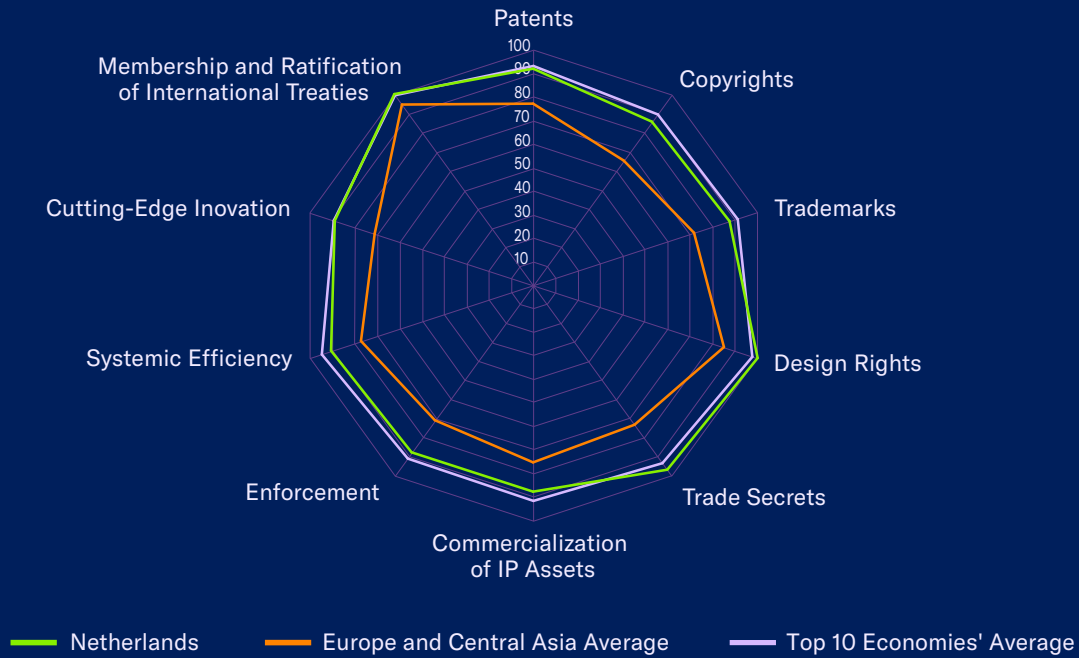 Patents
100
90
80
70
60
50
40
30
20
10
Membership and Ratification
of International Treaties
Copyrights
Cutting-Edge Inovation
Trademarks
Systemic Efficiency
Design Rights
Enforcement
Trade Secrets
Commercialization
of IP Assets
Netherlands
Europe and Central Asia Average
Top 10 Economies' Average